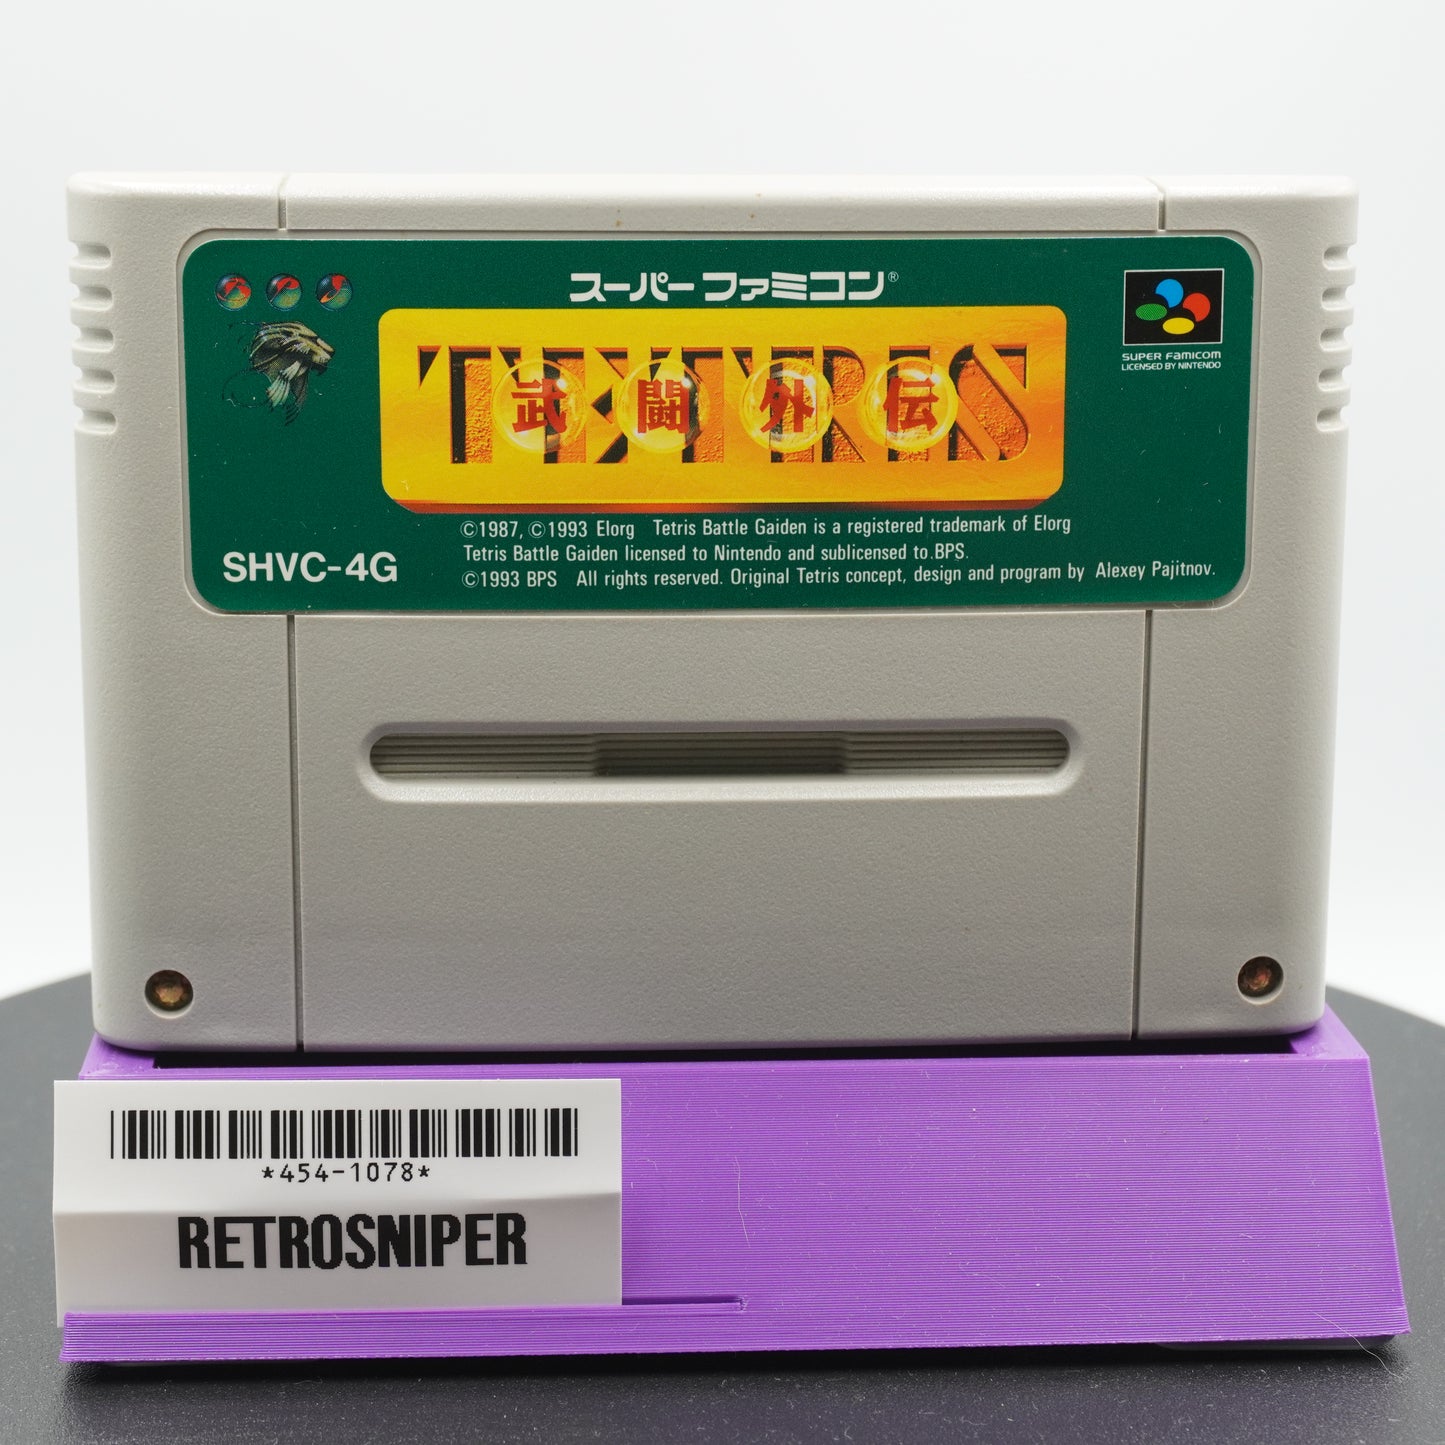 スーパーファミコン®
TETRIS
武闘外伝
SUPER FAMICOM
LICENSED BY NINTENDO
©1987, ©1993 Elorg Tetris Battle Gaiden is a registered trademark of Elorg
Tetris Battle Gaiden licensed to Nintendo and sublicensed to BPS.
SHVC-4G
©1993 BPS All rights reserved. Original Tetris concept, design and program by Alexey Pajitnov.
*454-1078*
RETROSNIPER